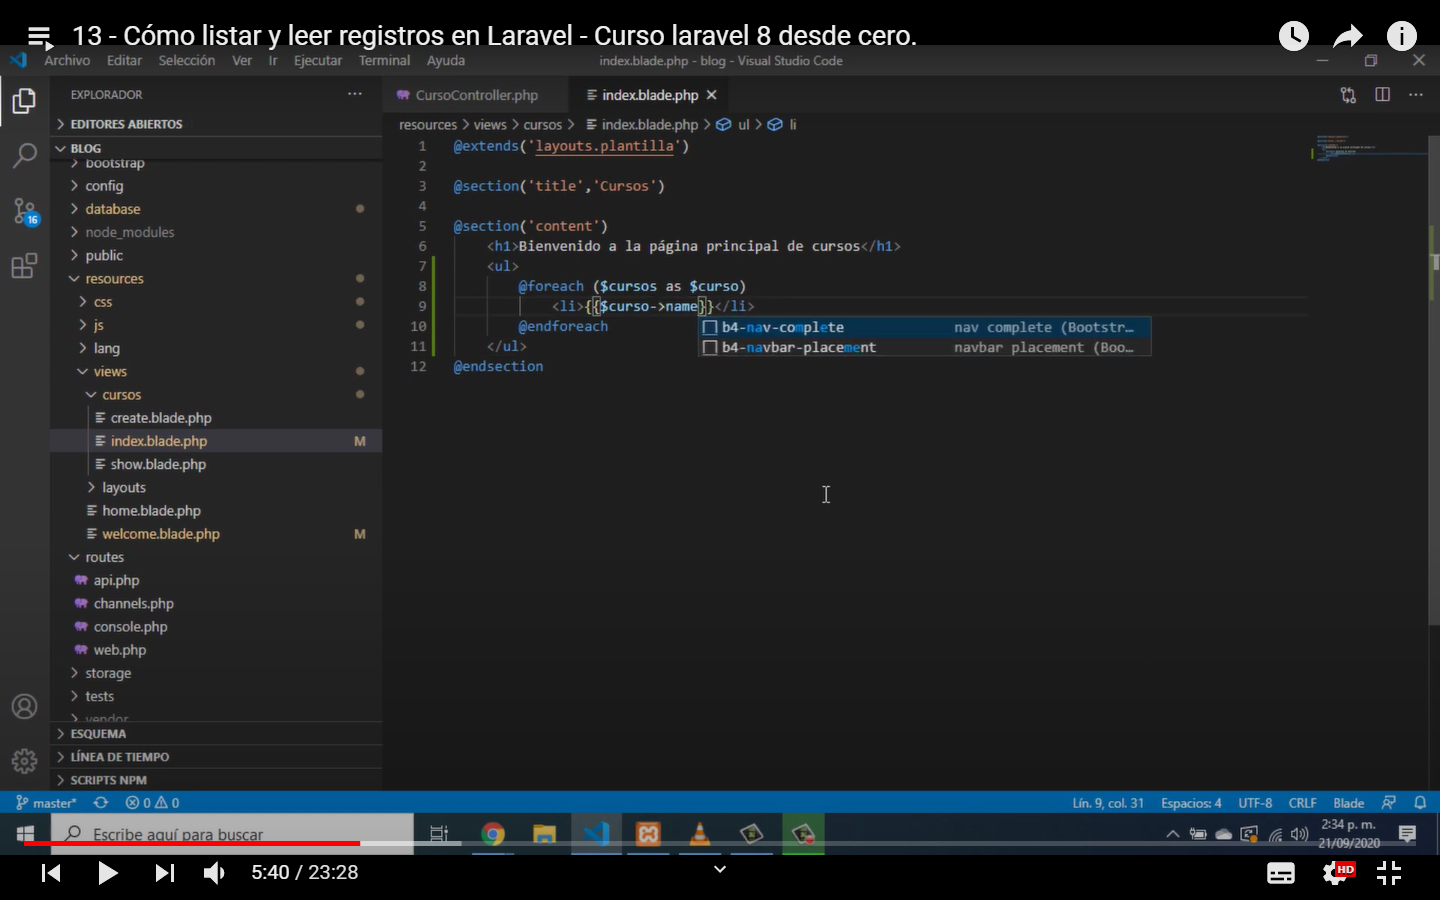 13 - Cómo listar y leer registros en Laravel - Curso laravel 8 desde cero.
Archivo Editar Selección Ver Ir Ejecutar Terminal Ayuda
index.blade.php - blog - Visual Studio Code
EXPLORADOR
CursoController.php
index.blade.php
EDITORES ABIERTOS
resources > views > cursos > index.blade.php > ul > li
BLOG
bootstrap
config
database
node_modules
public
resources
css
js
lang
views
cursos
create.blade.php
index.blade.php M
show.blade.php
layouts
home.blade.php
welcome.blade.php M
routes
api.php
channels.php
console.php
web.php
storage
tests
vendor
ESQUEMA
LÍNEA DE TIEMPO
SCRIPTS NPM
1 @extends('layouts.plantilla')
2
3 @section('title','Cursos')
4
5 @section('content')
6 <h1>Bienvenido a la página principal de cursos</h1>
7 <ul>
8 @foreach ($cursos as $curso)
9 <li>{{$curso->name}}</li>
10 @endforeach
11 </ul>
12 @endsection
b4-nav-complete nav complete (Bootstr...
b4-navbar-placement navbar placement (Boo...
16
master* 0 0
Lín. 9, col. 31 Espacios: 4 UTF-8 CRLF Blade
Escribe aquí para buscar
2:34 p. m.
21/09/2020
5:40 / 23:28
HD